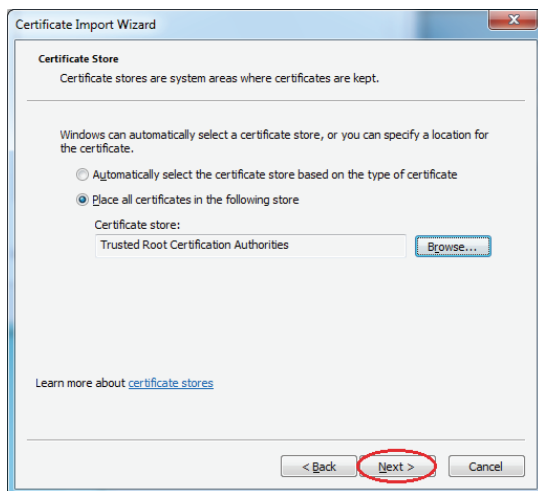 Certificate Import Wizard
Certificate Store
Certificate stores are system areas where certificates are kept.
Windows can automatically select a certificate store, or you can specify a location for
the certificate.
Automatically select the certificate store based on the type of certificate
Place all certificates in the following store
Certificate store:
Trusted Root Certification Authorities
Browse...
Learn more about certificate stores
< Back
Next >
Cancel